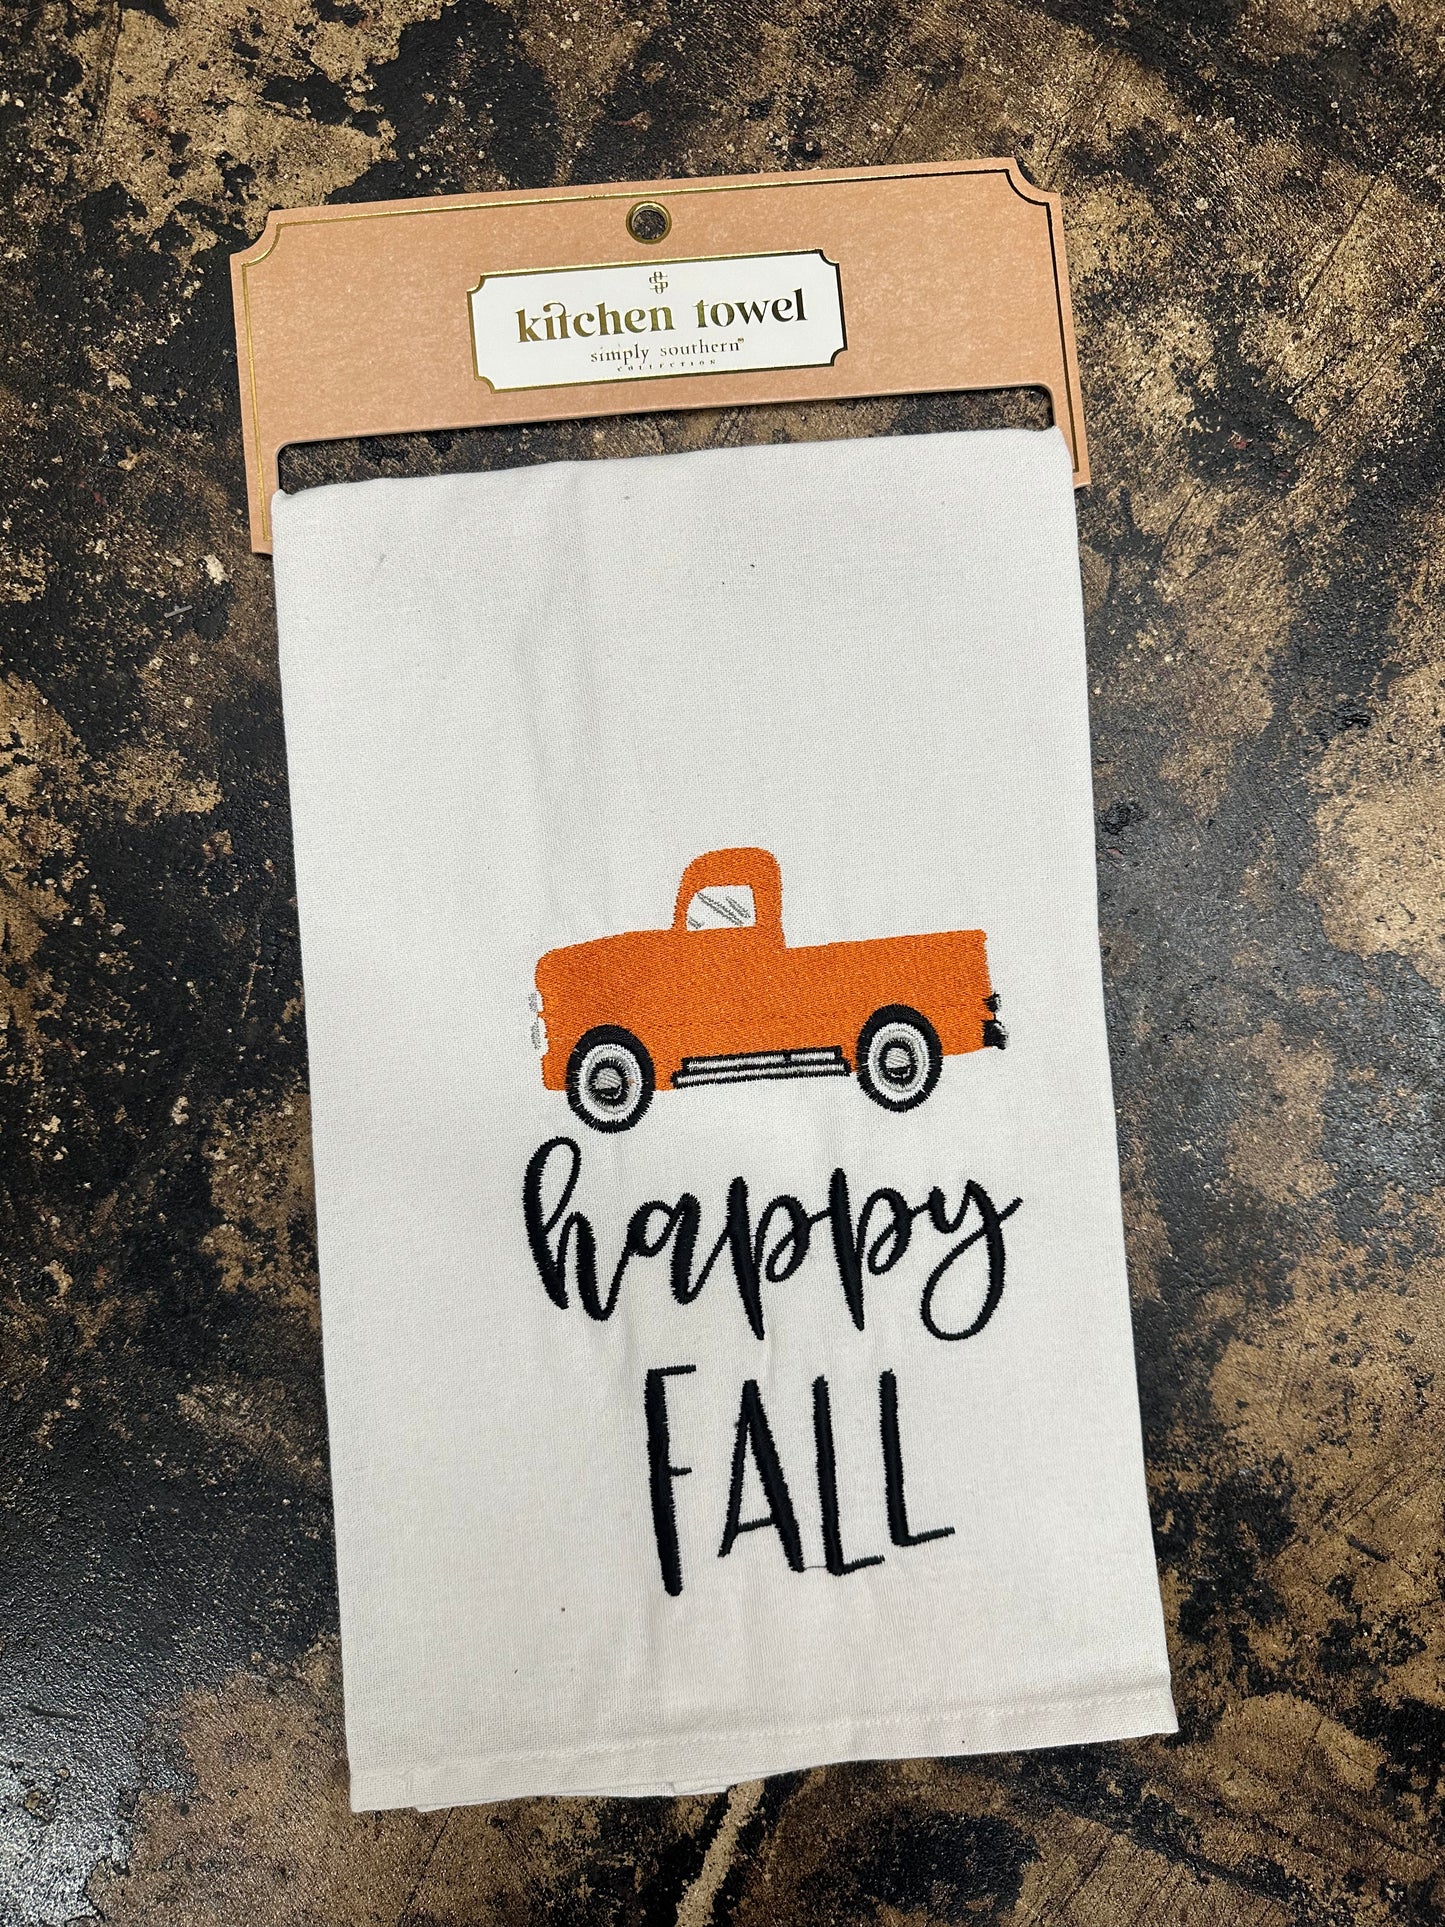 kitchen towel
simply southern
COLLECTION
happy
FALL